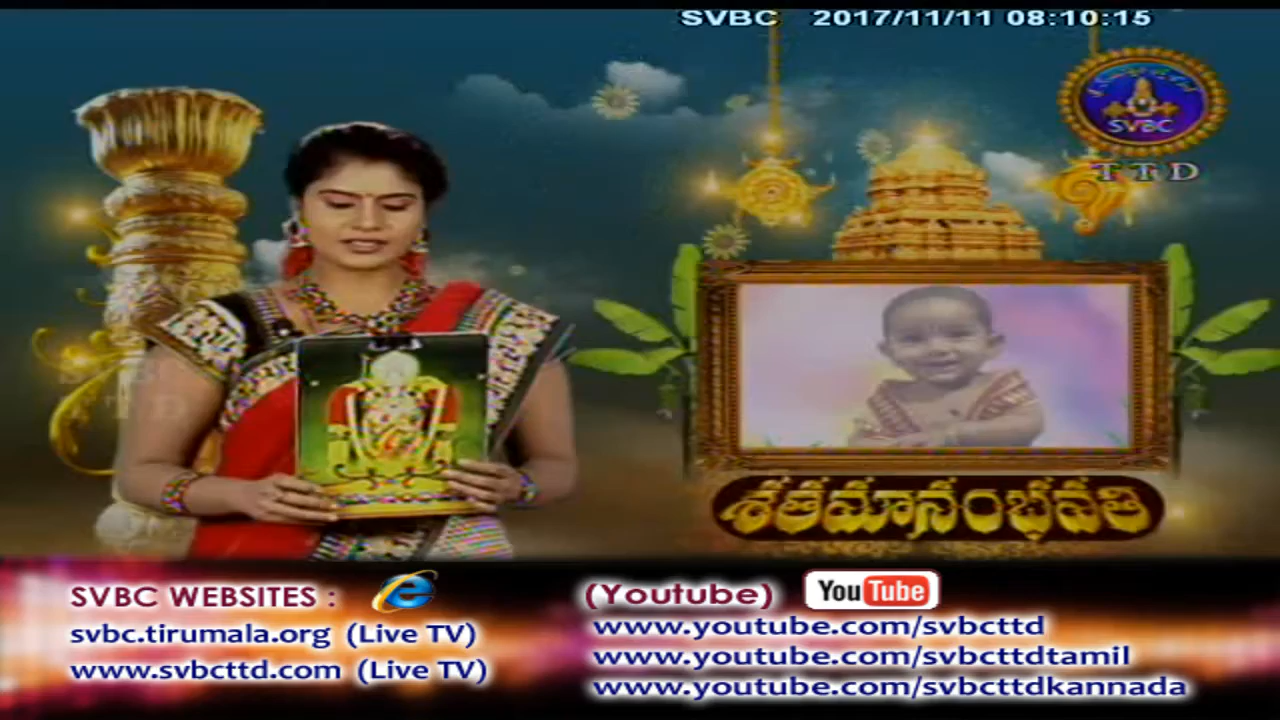 SVBC 2017/11/11 08:10:15
SVBC
T T D
శతమానంభవతి
SVBC WEBSITES :
svbc.tirumala.org (Live TV)
www.svbcttd.com (Live TV)
(Youtube) YouTube
www.youtube.com/svbcttd
www.youtube.com/svbcttdtamil
www.youtube.com/svbcttdkannada